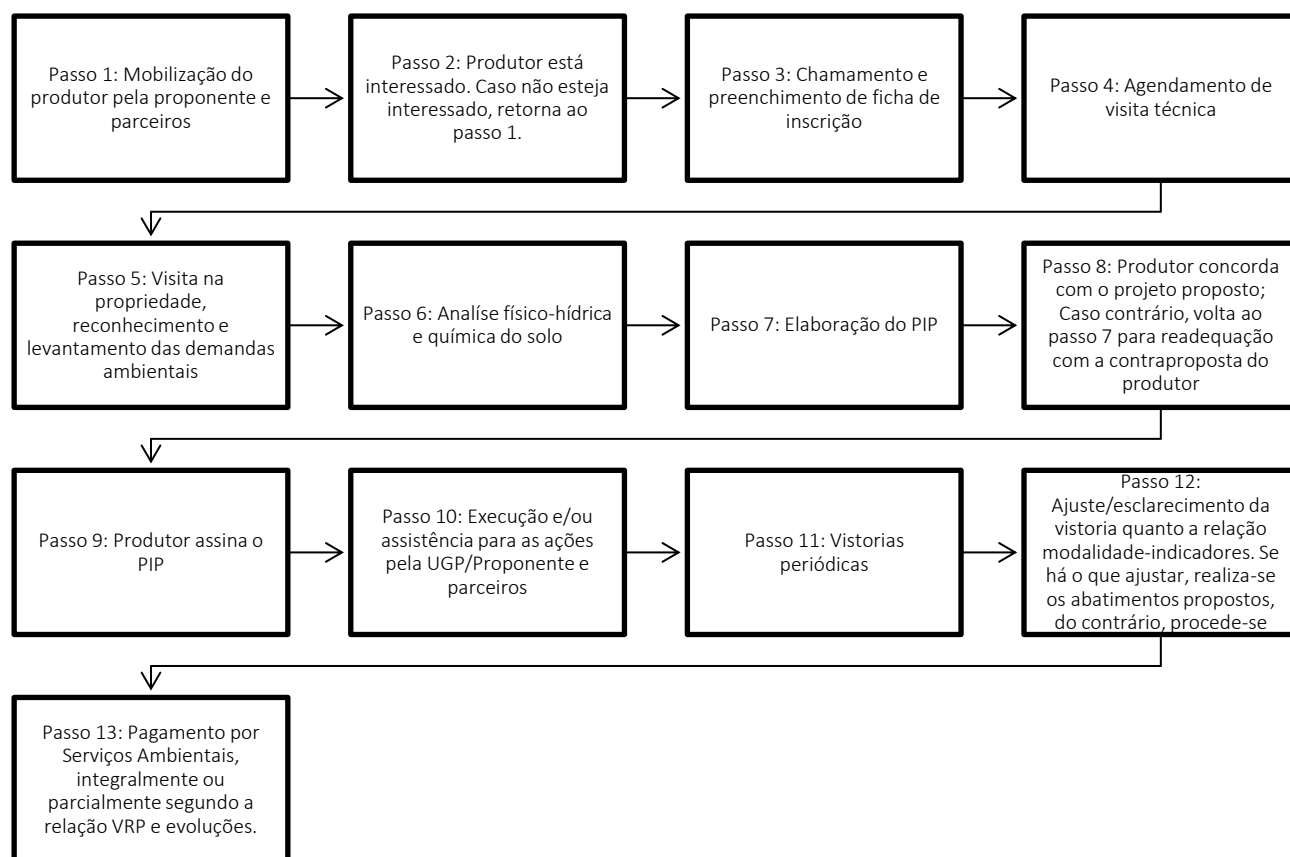 Passo 1: Mobilização do
produtor pela proponente e
parceiros
Passo 2: Produtor está
interessado. Caso não esteja
interessado, retorna ao
passo 1.
Passo 3: Chamamento e
preenchimento de ficha de
inscrição
Passo 4: Agendamento de
visita técnica
Passo 5: Visita na
propriedade,
reconhecimento e
levantamento das demandas
ambientais
Passo 6: Analíse físico-hídrica
e química do solo
Passo 7: Elaboração do PIP
Passo 8: Produtor concorda
com o projeto proposto;
Caso contrário, volta ao
passo 7 para readequação
com a contraproposta do
produtor
Passo 9: Produtor assina o
PIP
Passo 10: Execução e/ou
assistência para as ações
pela UGP/Proponente e
parceiros
Passo 11: Vistorias
periódicas
Passo 12:
Ajuste/esclarecimento da
vistoria quanto a relação
modalidade-indicadores. Se
há o que ajustar, realiza-se
os abatimentos propostos,
do contrário, procede-se
Passo 13: Pagamento por
Serviços Ambientais,
integralmente ou
parcialmente segundo a
relação VRP e evoluções.